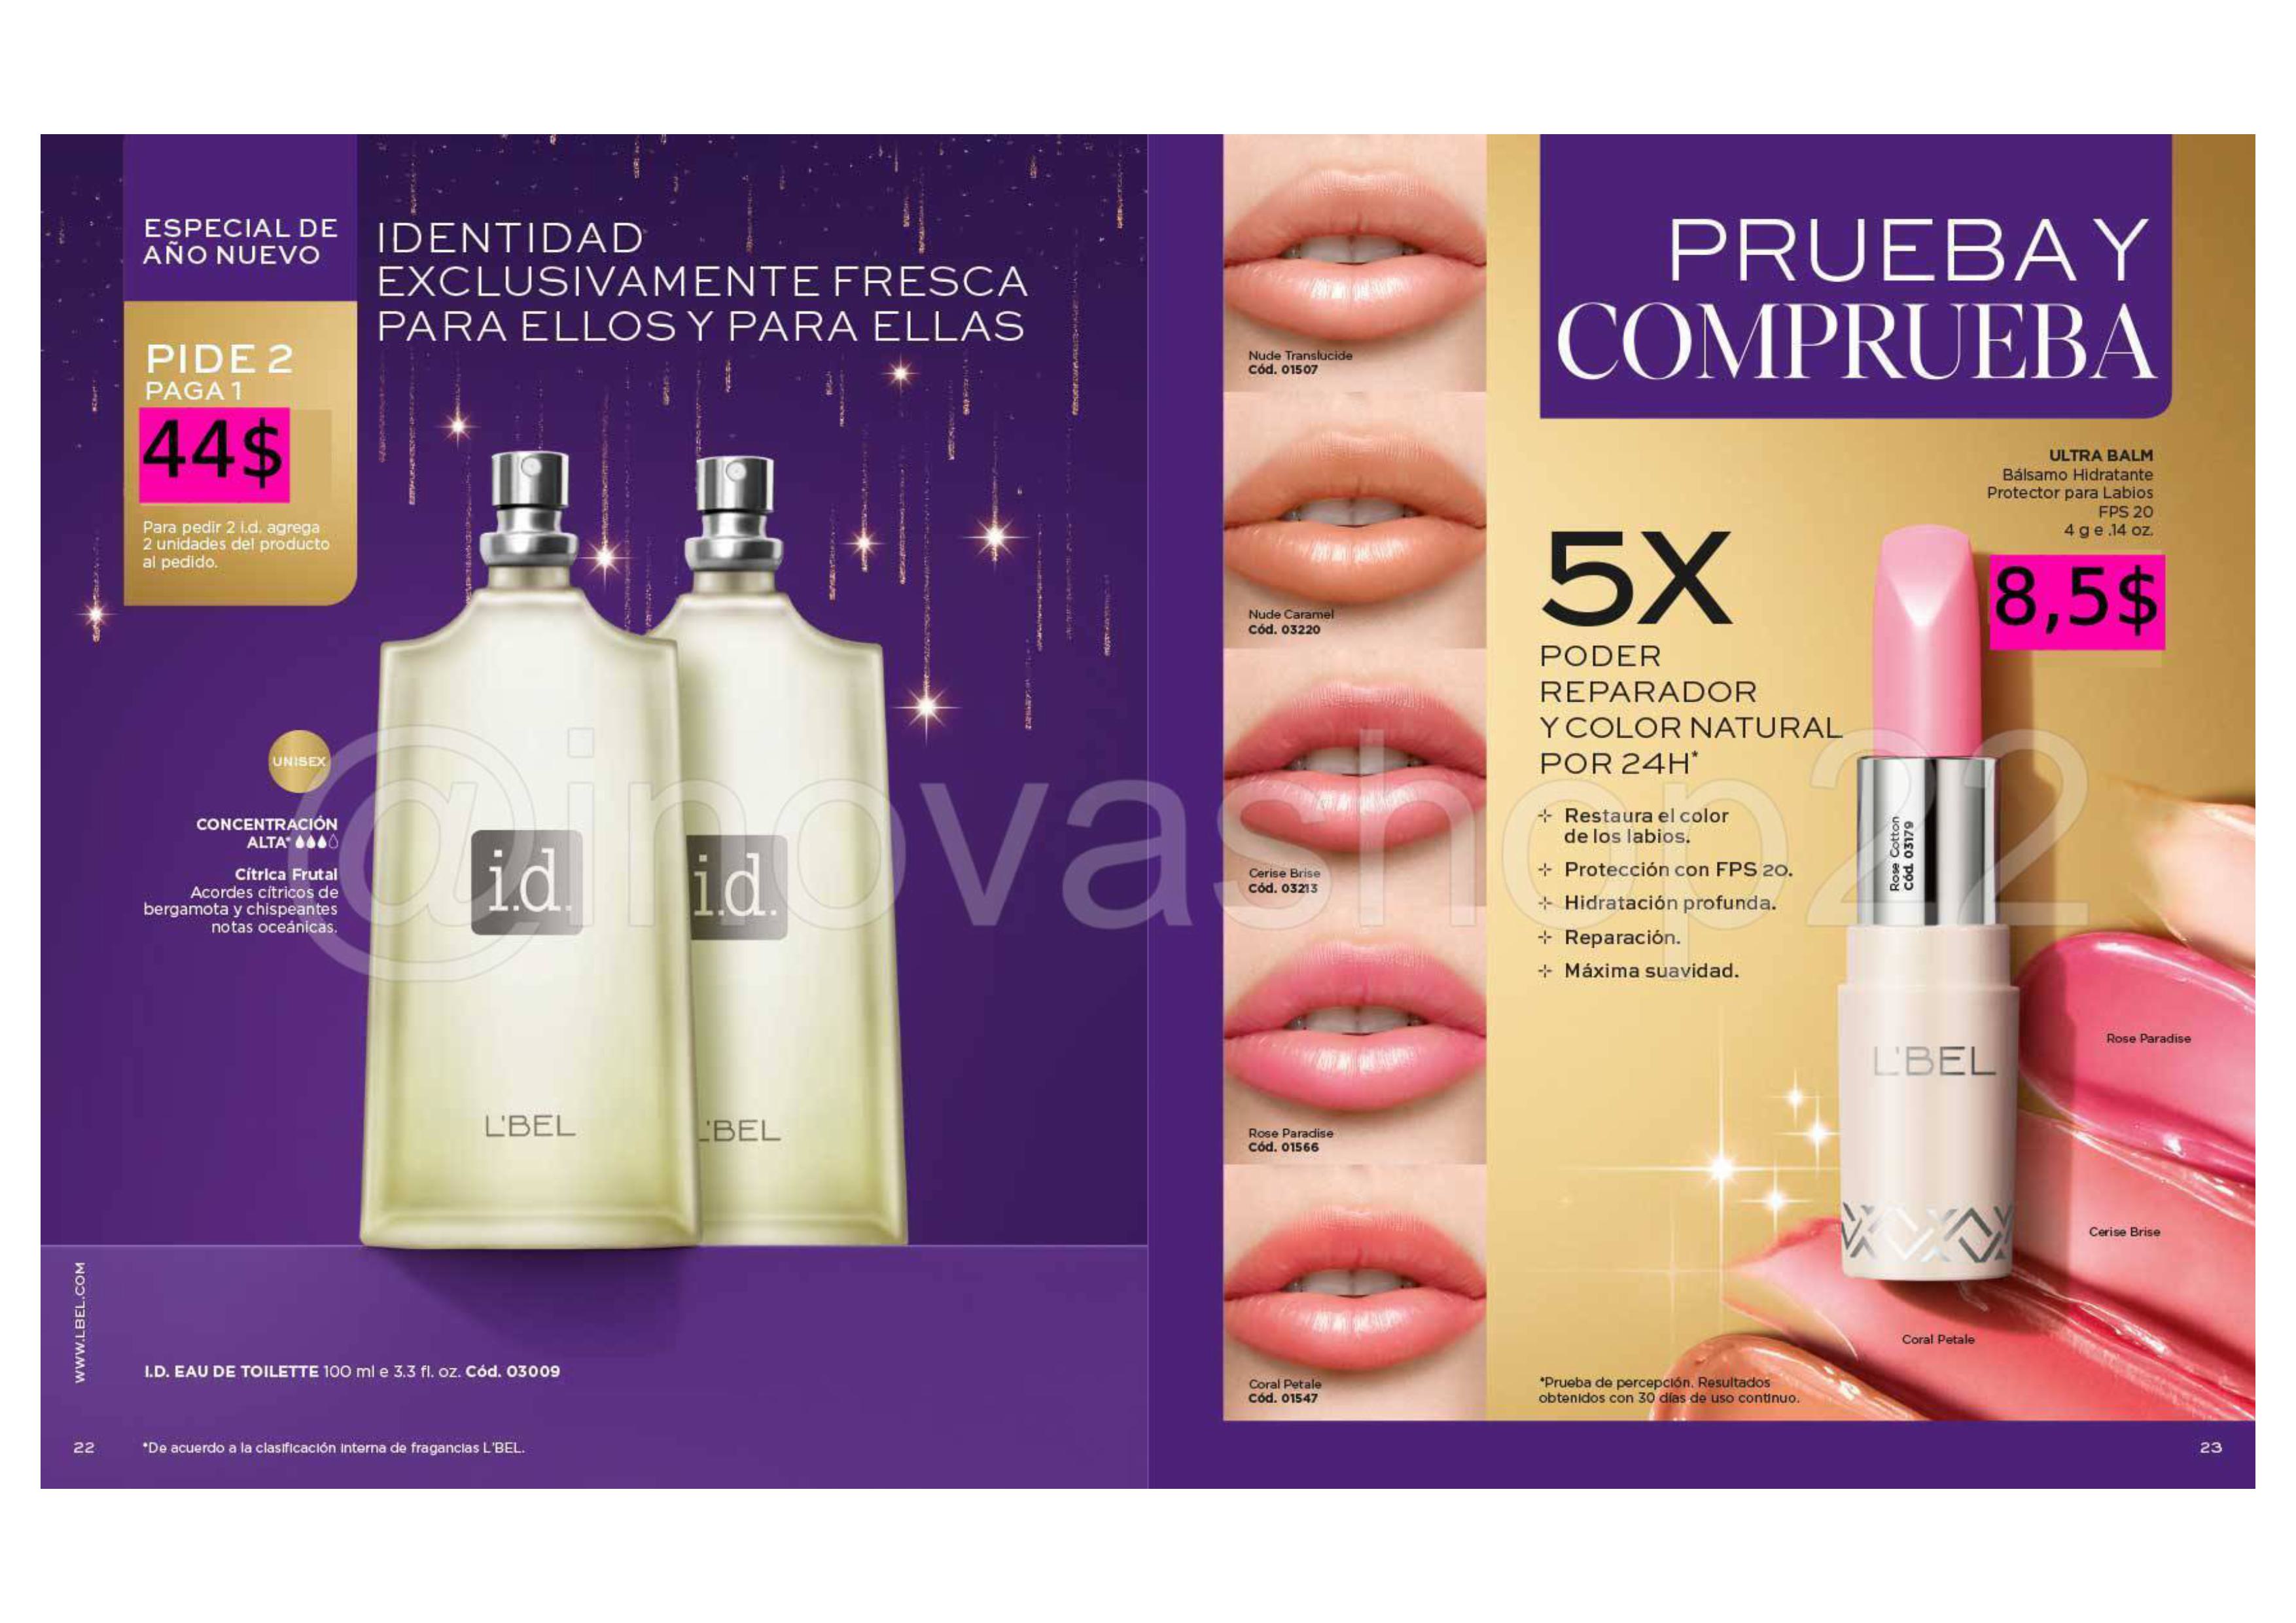 ESPECIAL DE
AÑO NUEVO
PIDE 2
PAGA 1
44$
Para pedir 2 i.d. agrega
2 unidades del producto
al pedido.
IDENTIDAD
EXCLUSIVAMENTE FRESCA
PARA ELLOS Y PARA ELLAS
UNISEX
CONCENTRACIÓN
ALTA*
Cítrica Frutal
Acordes cítricos de
bergamota y chispeantes
notas oceánicas.
i.d.
i.d.
L'BEL
L'BEL
WWW.LBEL.COM
I.D. EAU DE TOILETTE 100 ml e 3.3 fl. oz. Cód. 03009
22
*De acuerdo a la clasificación interna de fragancias L'BEL.
@inovashop22
Nude Translucide
Cód. 01507
Nude Caramel
Cód. 03220
Cerise Brise
Cód. 03213
Rose Paradise
Cód. 01566
Coral Petale
Cód. 01547
PRUEBA Y
COMPRUEBA
ULTRA BALM
Bálsamo Hidratante
Protector para Labios
FPS 20
4 g e .14 oz.
8,5$
5X
PODER
REPARADOR
Y COLOR NATURAL
POR 24H*
Restaura el color
de los labios.
Protección con FPS 20.
Hidratación profunda.
Reparación.
Máxima suavidad.
Rose Cotton
Cód. 03179
L'BEL
Rose Paradise
Cerise Brise
Coral Petale
*Prueba de percepción. Resultados
obtenidos con 30 días de uso continuo.
23